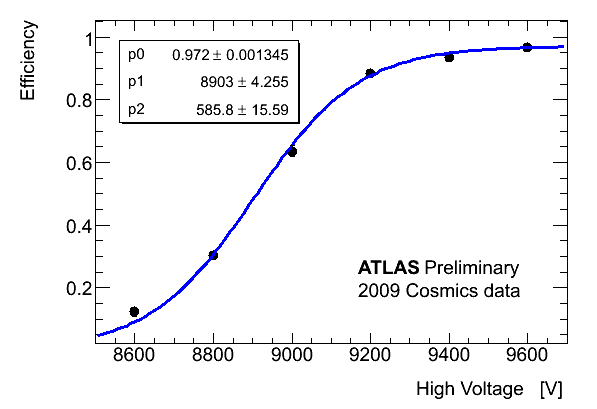 Efficiency
1
0.8
0.6
0.4
0.2
p0 0.972 ± 0.001345
p1 8903 ± 4.255
p2 585.8 ± 15.59
ATLAS Preliminary
2009 Cosmics data
8600 8800 9000 9200 9400 9600
High Voltage [V]